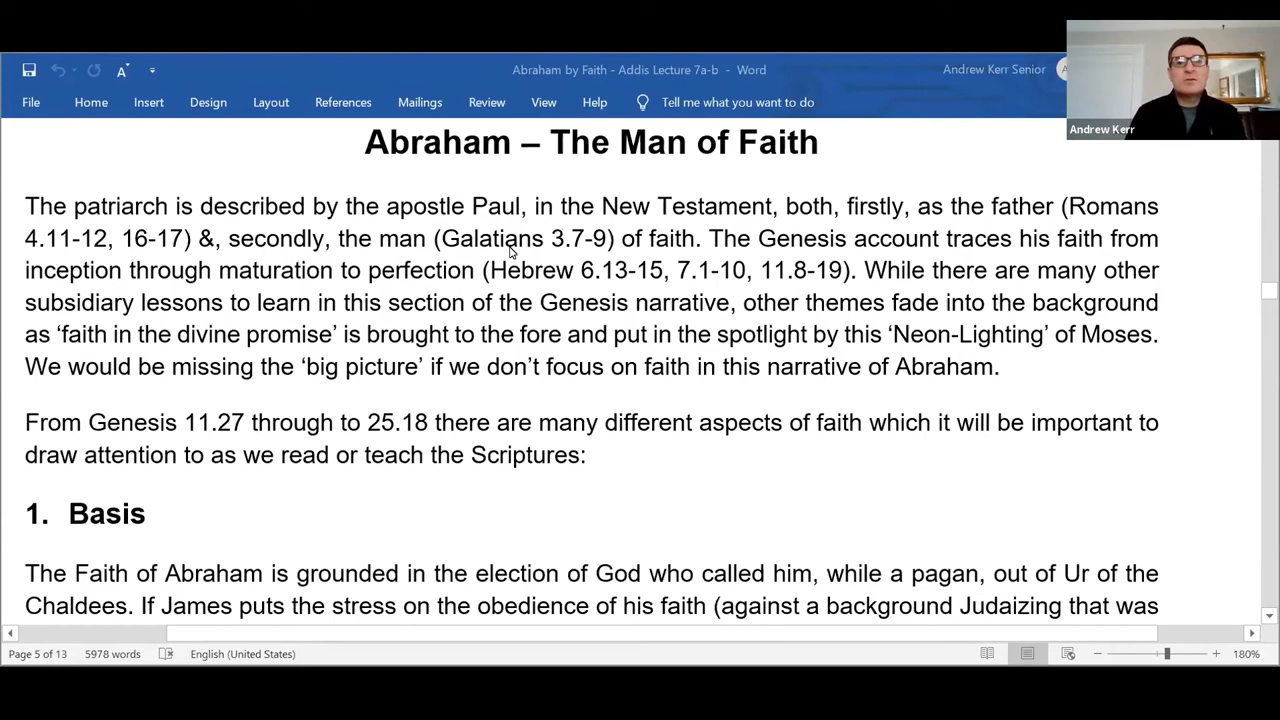 Abraham by Faith - Addis Lecture 7a-b - Word
Andrew Kerr Senior
File Home Insert Design Layout References Mailings Review View Help Tell me what you want to do
Andrew Kerr
Abraham – The Man of Faith
The patriarch is described by the apostle Paul, in the New Testament, both, firstly, as the father (Romans
4.11-12, 16-17) &, secondly, the man (Galatians 3.7-9) of faith. The Genesis account traces his faith from
inception through maturation to perfection (Hebrew 6.13-15, 7.1-10, 11.8-19). While there are many other
subsidiary lessons to learn in this section of the Genesis narrative, other themes fade into the background
as ‘faith in the divine promise’ is brought to the fore and put in the spotlight by this ‘Neon-Lighting’ of Moses.
We would be missing the ‘big picture’ if we don’t focus on faith in this narrative of Abraham.
From Genesis 11.27 through to 25.18 there are many different aspects of faith which it will be important to
draw attention to as we read or teach the Scriptures:
1. Basis
The Faith of Abraham is grounded in the election of God who called him, while a pagan, out of Ur of the
Chaldees. If James puts the stress on the obedience of his faith (against a background Judaizing that was
Page 5 of 13 5978 words English (United States) 180%